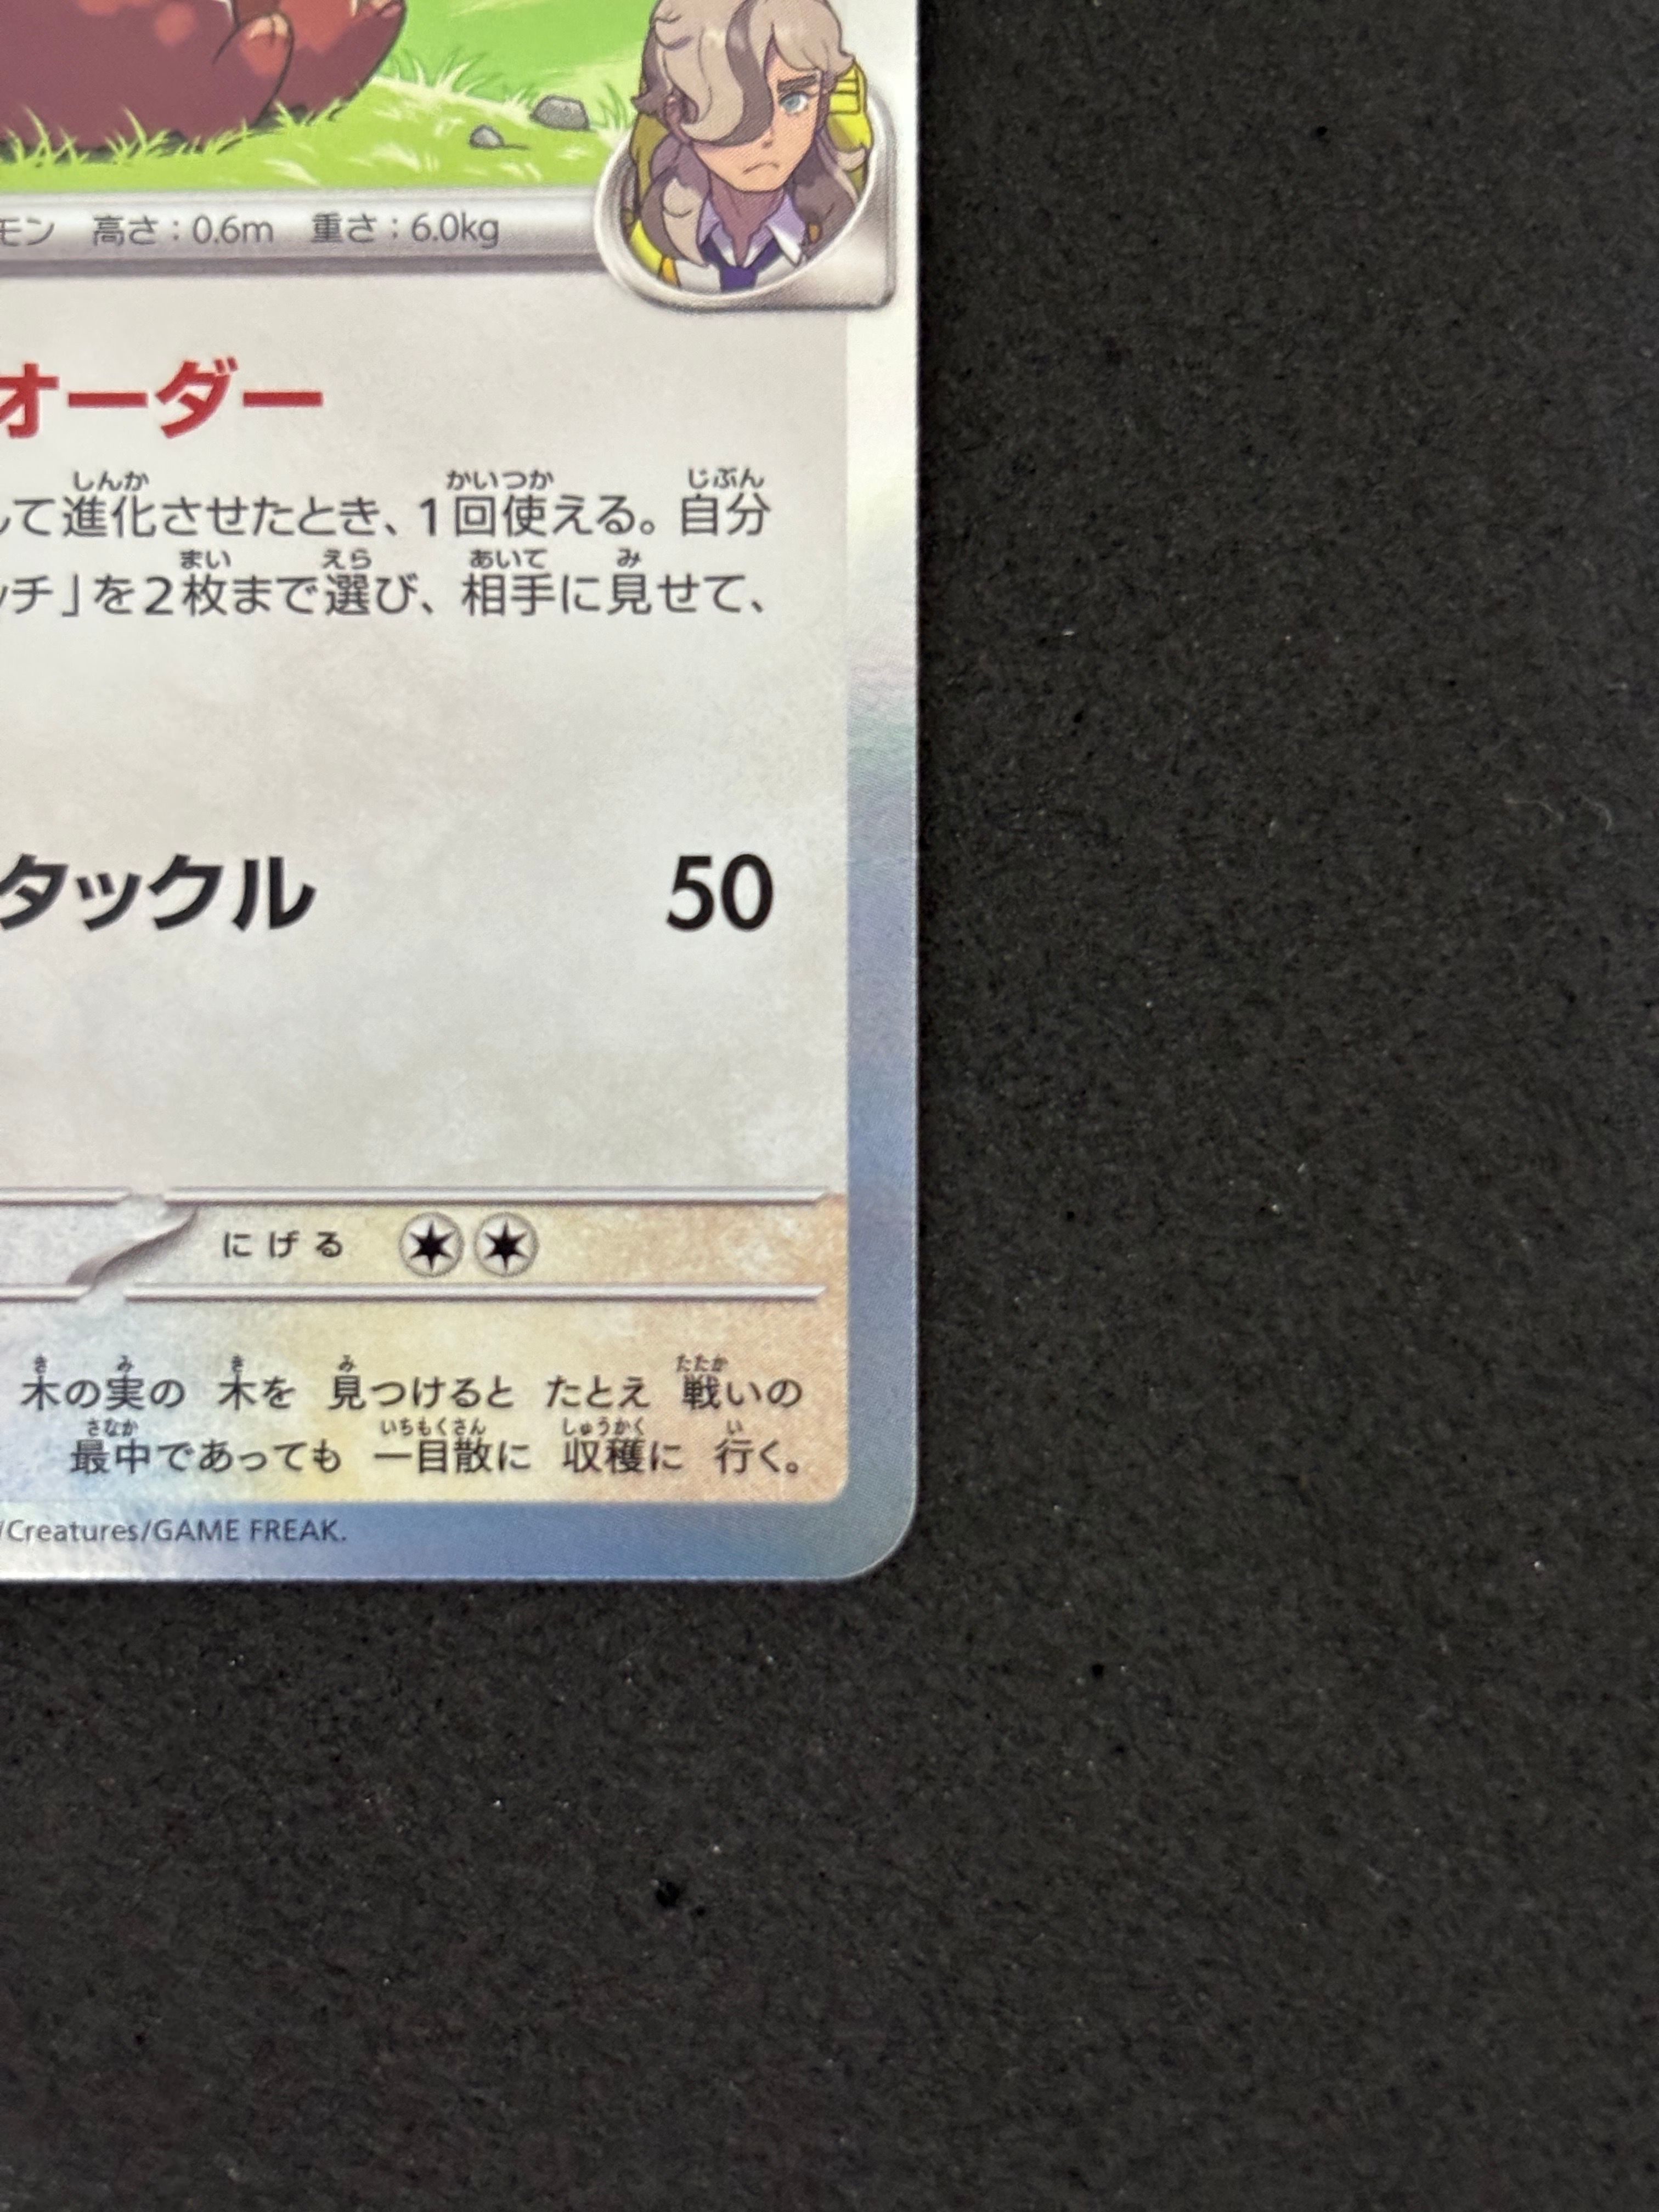 モン 高さ：0.6m 重さ：6.0kg
オーダー
しんか かいつか じぶん
て進化させたとき、1回使える。自分
まい えら あいて み
ッチ」を2枚まで選び、相手に見せて、
タックル 50
にげる
き み き み たたか
木の実の 木を 見つけると たとえ 戦いの
さなか いちもくさん しゅうかく い
最中であっても 一目散に 収穫に 行く。
/Creatures/GAME FREAK.